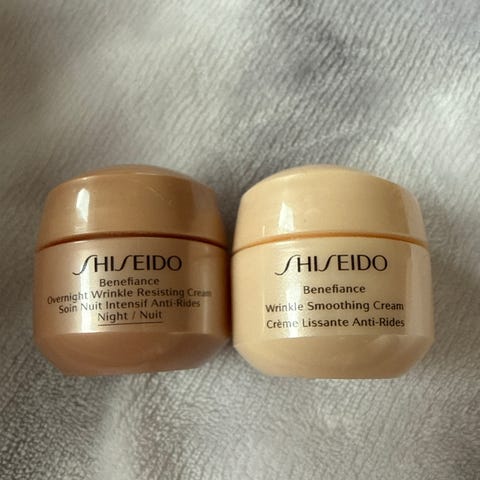 SHISEIDO
Benefiance
Overnight Wrinkle Resisting Cream
Soin Nuit Intensif Anti-Rides
Night / Nuit
SHISEIDO
Benefiance
Wrinkle Smoothing Cream
Crème Lissante Anti-Rides